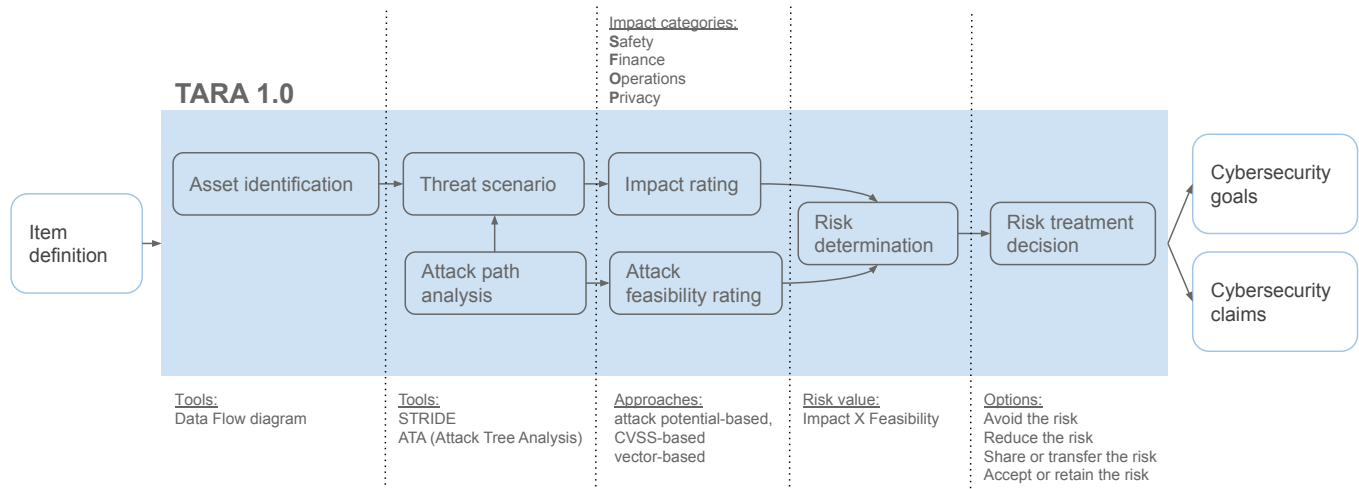 Impact categories:
Safety
Finance
Operations
Privacy
TARA 1.0
Item
definition
Asset identification
Threat scenario
Attack path
analysis
Impact rating
Attack
feasibility rating
Risk
determination
Risk treatment
decision
Cybersecurity
goals
Cybersecurity
claims
Tools:
Data Flow diagram
Tools:
STRIDE
ATA (Attack Tree Analysis)
Approaches:
attack potential-based,
CVSS-based
vector-based
Risk value:
Impact X Feasibility
Options:
Avoid the risk
Reduce the risk
Share or transfer the risk
Accept or retain the risk